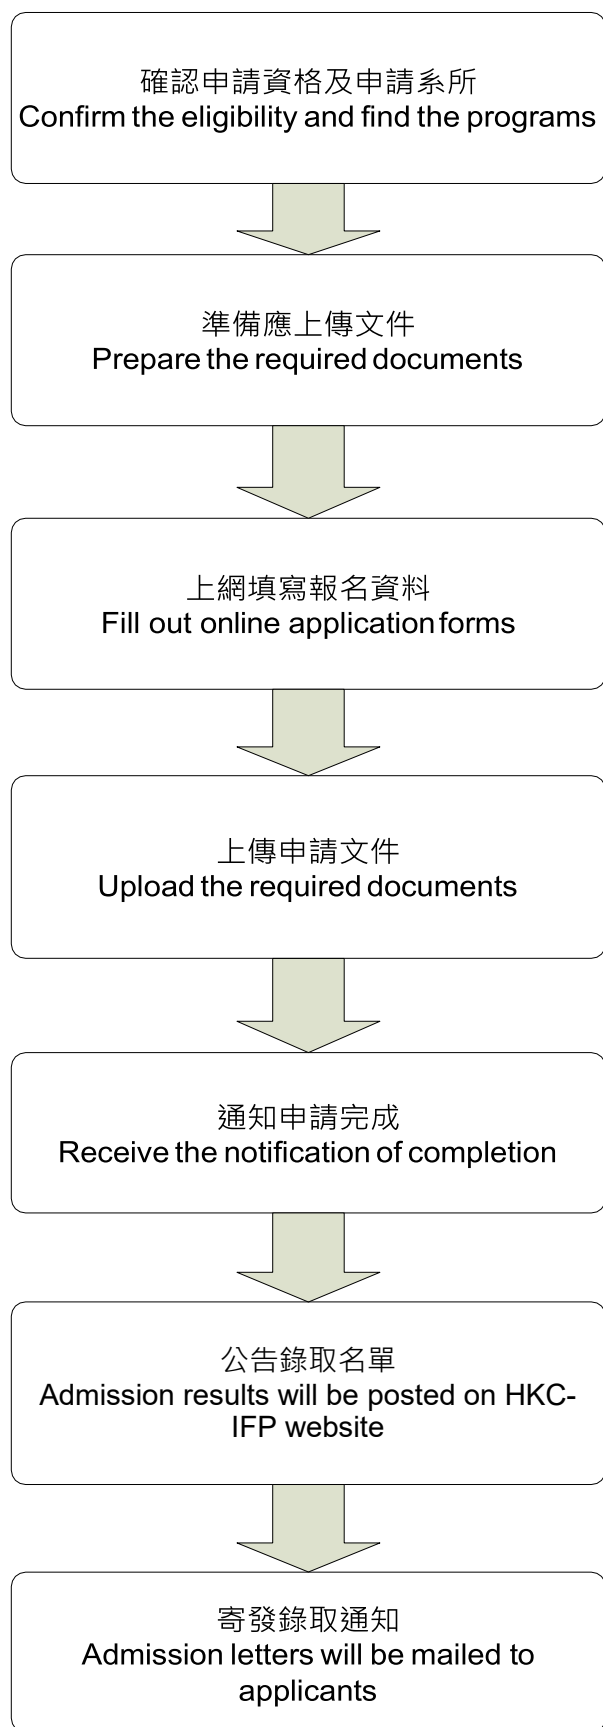 確認申請資格及申請系所
Confirm the eligibility and find the programs
準備應上傳文件
Prepare the required documents
上網填寫報名資料
Fill out online application forms
上傳申請文件
Upload the required documents
通知申請完成
Receive the notification of completion
公告錄取名單
Admission results will be posted on HKC-
IFP website
寄發錄取通知
Admission letters will be mailed to
applicants